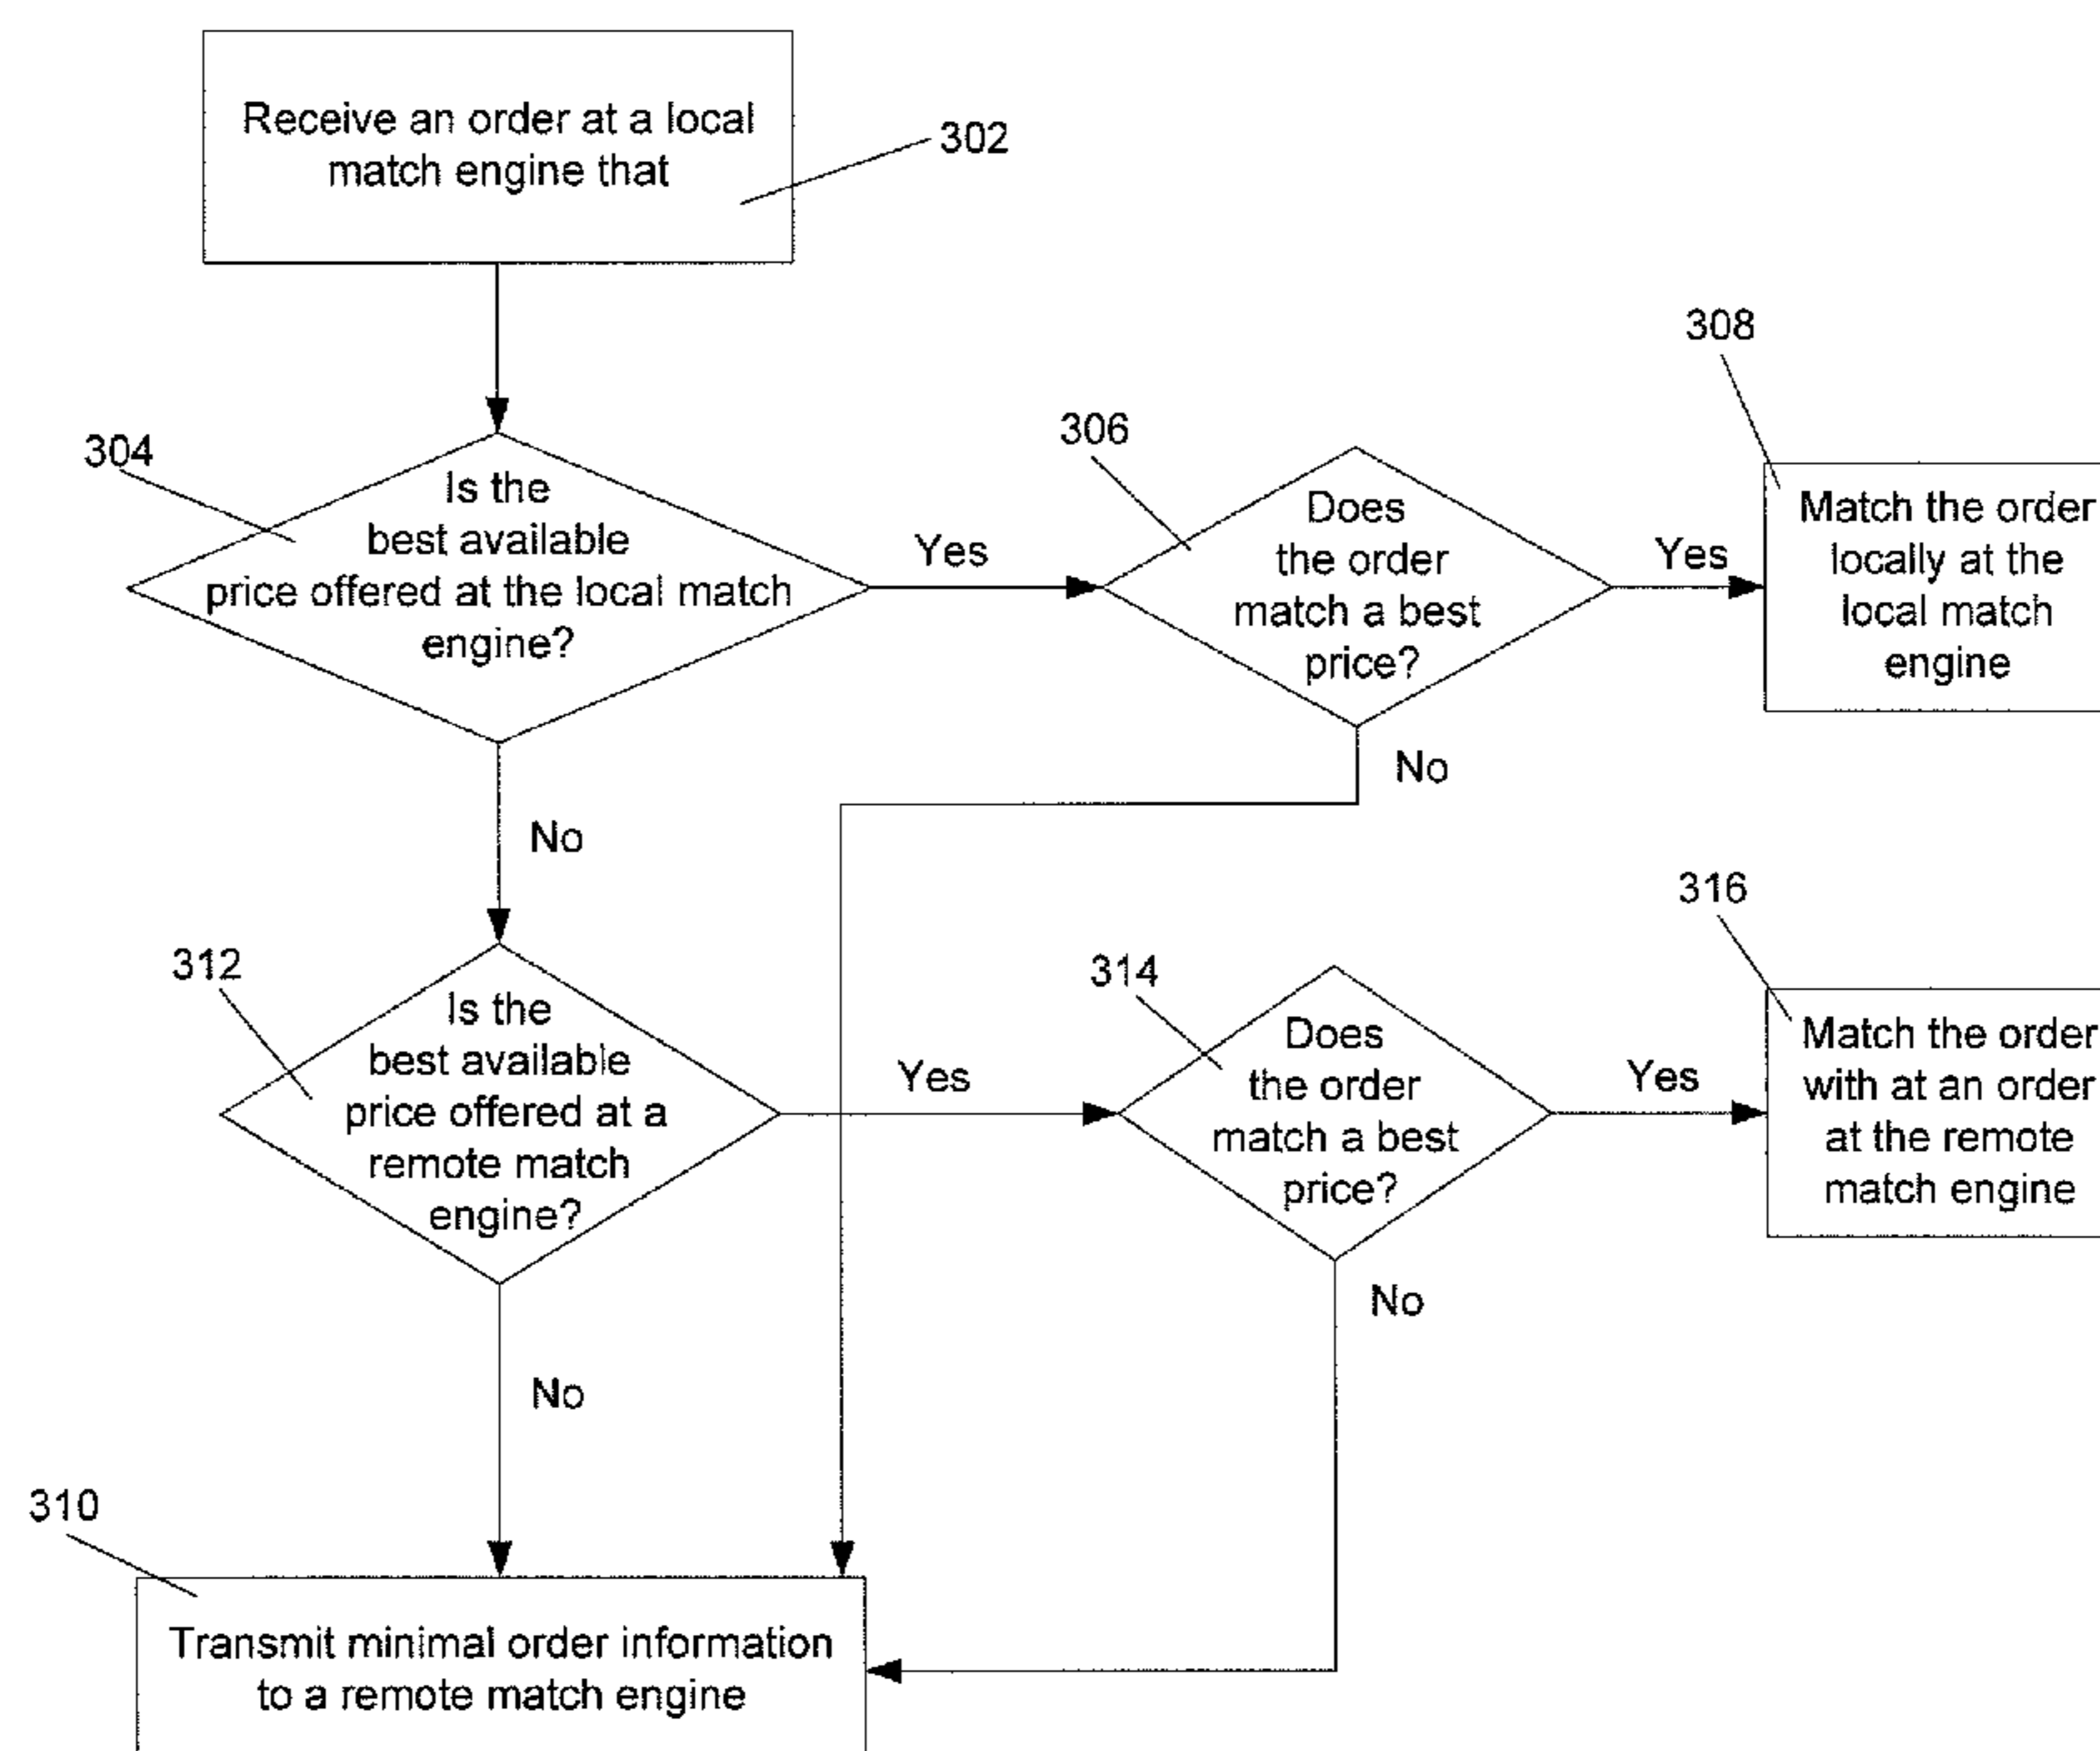 Receive an order at a local
match engine that
302
308
306
304
Is the
best available
price offered at the local match
engine?
Yes
Does
the order
match a best
price?
Yes
Match the order
locally at the
local match
engine
No
No
316
312
314
Is the
best available
price offered at a
remote match
engine?
Yes
Does
the order
match a best
price?
Yes
Match the order
with at an order
at the remote
match engine
No
No
310
Transmit minimal order information
to a remote match engine